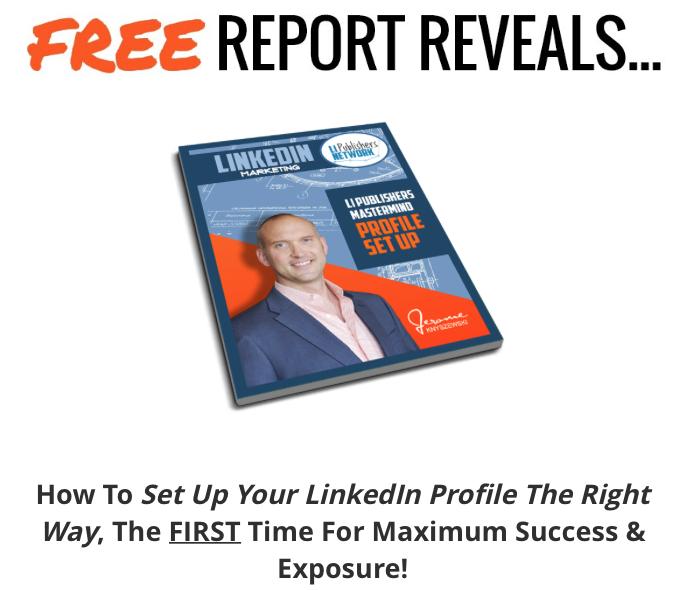 FREE REPORT REVEALS...
LINKEDIN
MARKETING
LI Publishers
NETWORK
LI PUBLISHERS
MASTERMIND
PROFILE
SET UP
Jerome
KNYSZEWSKI
How To Set Up Your LinkedIn Profile The Right
Way, The FIRST Time For Maximum Success &
Exposure!